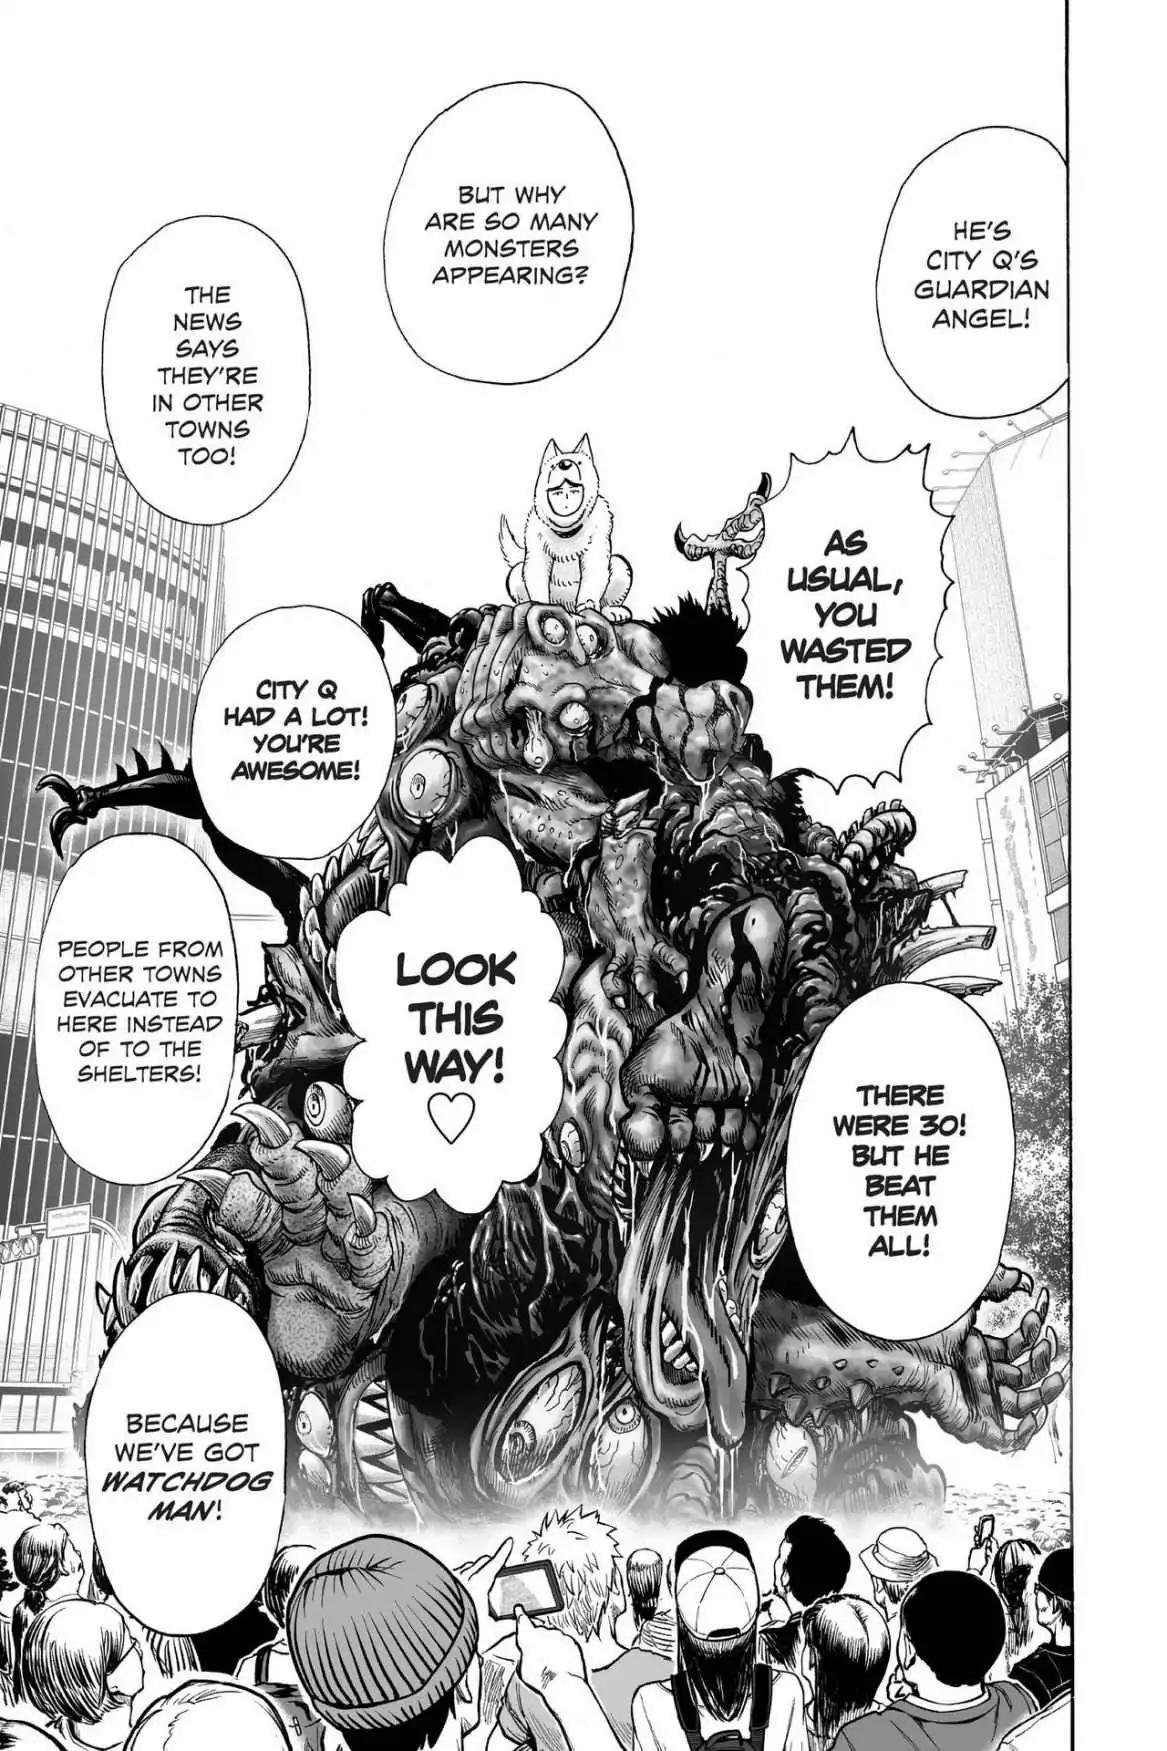 HE'S
CITY Q'S
GUARDIAN
ANGEL!
BUT WHY
ARE SO MANY
MONSTERS
APPEARING?
THE
NEWS
SAYS
THEY'RE
IN OTHER
TOWNS
TOO!
AS
USUAL,
YOU
WASTED
THEM!
CITY Q
HAD A LOT!
YOU'RE
AWESOME!
LOOK
THIS
WAY!
♡
PEOPLE FROM
OTHER TOWNS
EVACUATE TO
HERE INSTEAD
OF TO THE
SHELTERS!
THERE
WERE 30!
BUT HE
BEAT
THEM
ALL!
BECAUSE
WE'VE GOT
WATCHDOG
MAN!